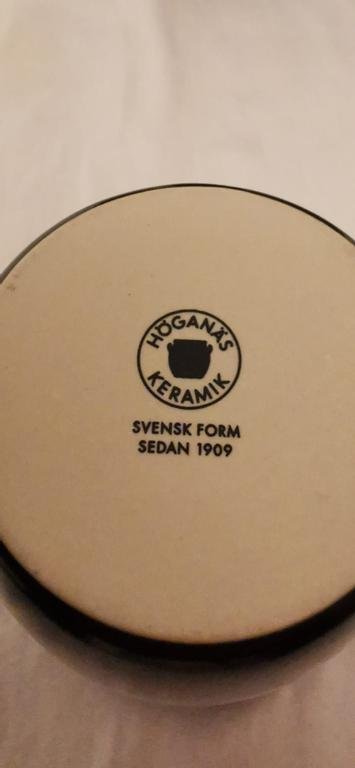 HÖGANÄS
KERAMIK
SVENSK FORM
SEDAN 1909